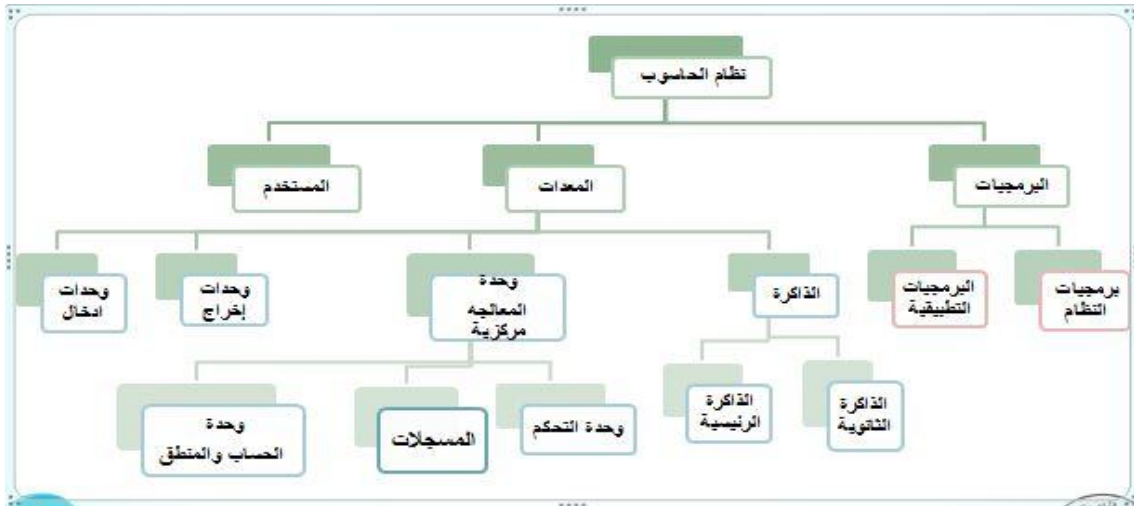 نظام الحاسوب
البرمجيات
المعدات
المستخدم
برمجيات
النظام
البرمجيات
التطبيقية
الذاكرة
وحدة
المعالجه
مركزية
وحدات
إخراج
وحدات
ادخال
الذاكرة
الثانوية
الذاكرة
الرئيسية
وحدة التحكم
المسجلات
وحدة
الحساب والمنطق